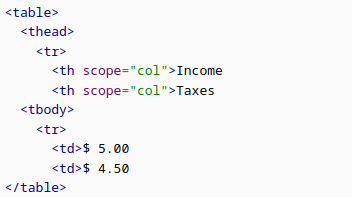 <table>
  <thead>
    <tr>
      <th scope="col">Income
      <th scope="col">Taxes
  <tbody>
    <tr>
      <td>$ 5.00
      <td>$ 4.50
</table>